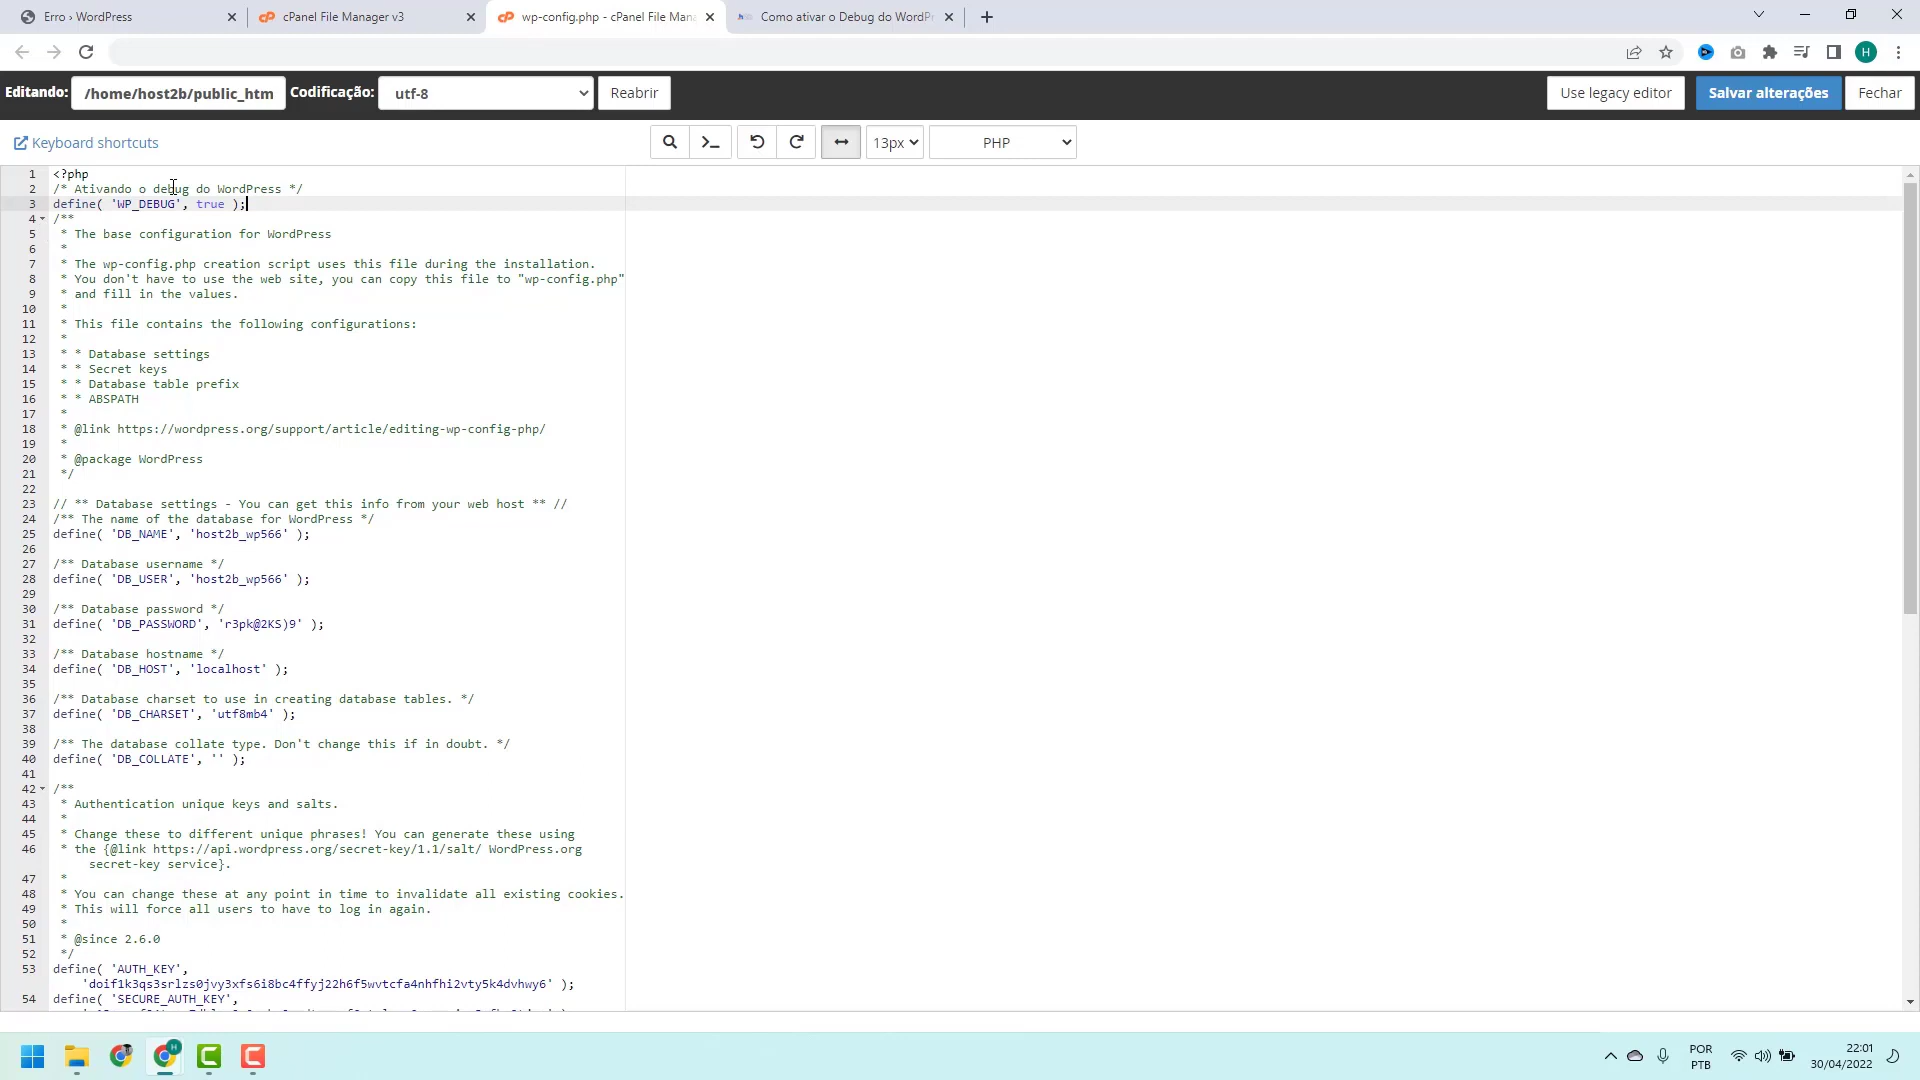 Erro › WordPress
cPanel File Manager v3
wp-config.php - cPanel File Mana
Como ativar o Debug do WordPr
H
Editando:
/home/host2b/public_htm
Codificação:
utf-8
Reabrir
Use legacy editor
Salvar alterações
Fechar
Keyboard shortcuts
13px
PHP
1 <?php
2 /* Ativando o debug do WordPress */
3 define( 'WP_DEBUG', true );
4 /**
5 * The base configuration for WordPress
6 *
7 * The wp-config.php creation script uses this file during the installation.
8 * You don't have to use the web site, you can copy this file to "wp-config.php"
9 * and fill in the values.
10 *
11 * This file contains the following configurations:
12 *
13 * * Database settings
14 * * Secret keys
15 * * Database table prefix
16 * * ABSPATH
17 *
18 * @link https://wordpress.org/support/article/editing-wp-config-php/
19 *
20 * @package WordPress
21 */
22
23 // ** Database settings - You can get this info from your web host ** //
24 /** The name of the database for WordPress */
25 define( 'DB_NAME', 'host2b_wp566' );
26
27 /** Database username */
28 define( 'DB_USER', 'host2b_wp566' );
29
30 /** Database password */
31 define( 'DB_PASSWORD', 'r3pk@2KS)9' );
32
33 /** Database hostname */
34 define( 'DB_HOST', 'localhost' );
35
36 /** Database charset to use in creating database tables. */
37 define( 'DB_CHARSET', 'utf8mb4' );
38
39 /** The database collate type. Don't change this if in doubt. */
40 define( 'DB_COLLATE', '' );
41
42 /**
43 * Authentication unique keys and salts.
44 *
45 * Change these to different unique phrases! You can generate these using
46 * the {@link https://api.wordpress.org/secret-key/1.1/salt/ WordPress.org
secret-key service}.
47 *
48 * You can change these at any point in time to invalidate all existing cookies.
49 * This will force all users to have to log in again.
50 *
51 * @since 2.6.0
52 */
53 define( 'AUTH_KEY',
'doif1k3qs3srlzs0jvy3xfs6i8bc4ffyj22h6f5wvtcfa4nhfhi2vty5k4dvhwy6' );
54 define( 'SECURE_AUTH_KEY',
POR
PTB
22:01
30/04/2022